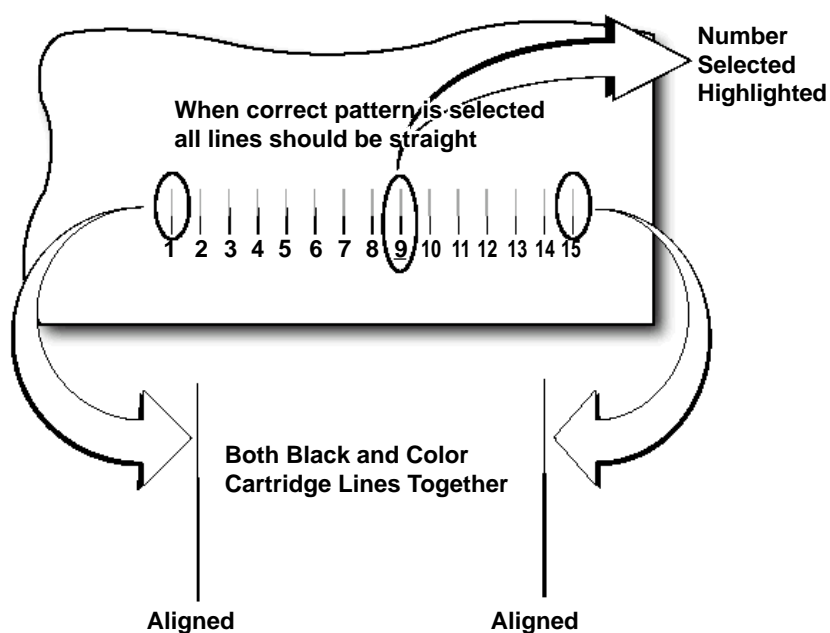 Number
Selected
Highlighted
When correct pattern is selected
all lines should be straight
1 2 3 4 5 6 7 8 9 10 11 12 13 14 15
Both Black and Color
Cartridge Lines Together
Aligned Aligned